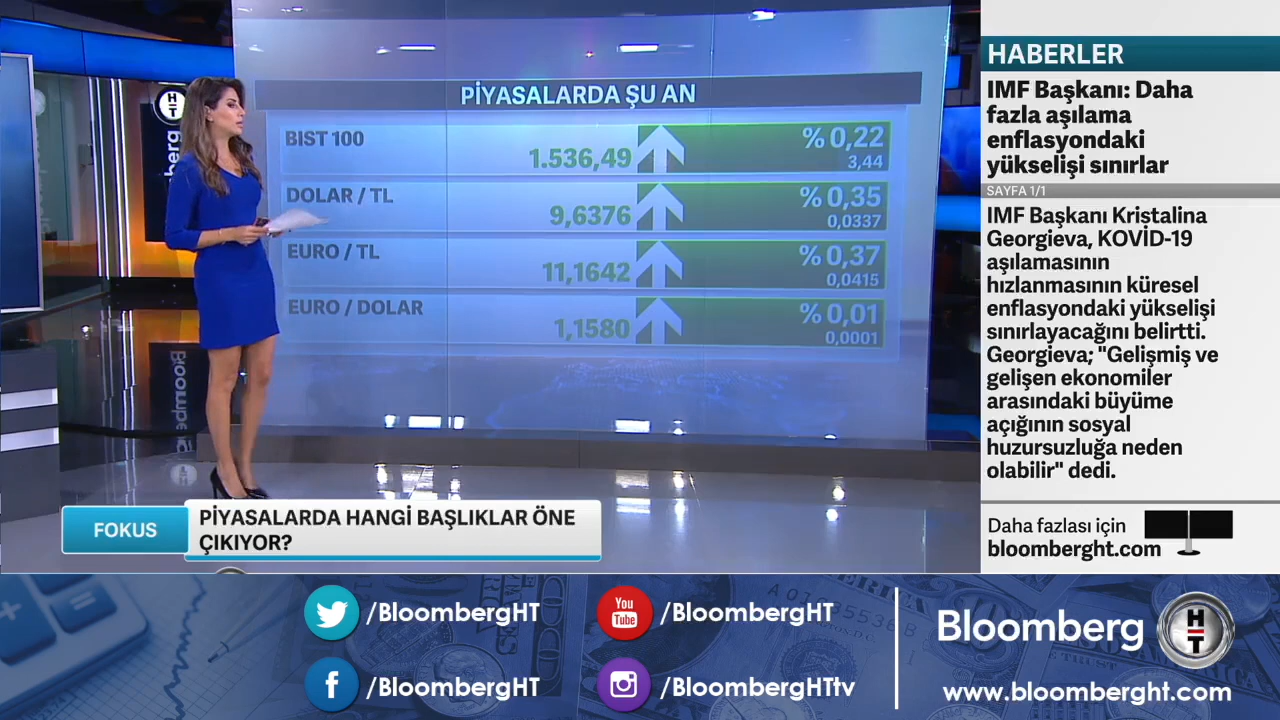 PİYASALARDA ŞU AN
BIST 100
1.536,49
% 0,22
3,44
DOLAR / TL
9,6376
% 0,35
0,0337
EURO / TL
11,1642
% 0,37
0,0415
EURO / DOLAR
1,1580
% 0,01
0,0001
FOKUS
PİYASALARDA HANGİ BAŞLIKLAR ÖNE
ÇIKIYOR?
HABERLER
IMF Başkanı: Daha
fazla aşılama
enflasyondaki
yükselişi sınırlar
SAYFA 1/1
IMF Başkanı Kristalina
Georgieva, KOVİD-19
aşılamasının
hızlanmasının küresel
enflasyondaki yükselişi
sınırlayacağını belirtti.
Georgieva; "Gelişmiş ve
gelişen ekonomiler
arasındaki büyüme
açığının sosyal
huzursuzluğa neden
olabilir" dedi.
Daha fazlası için
bloomberght.com
/BloombergHT
You
Tube
/BloombergHT
/BloombergHT
/BloombergHTtv
Bloomberg
HT
www.bloomberght.com